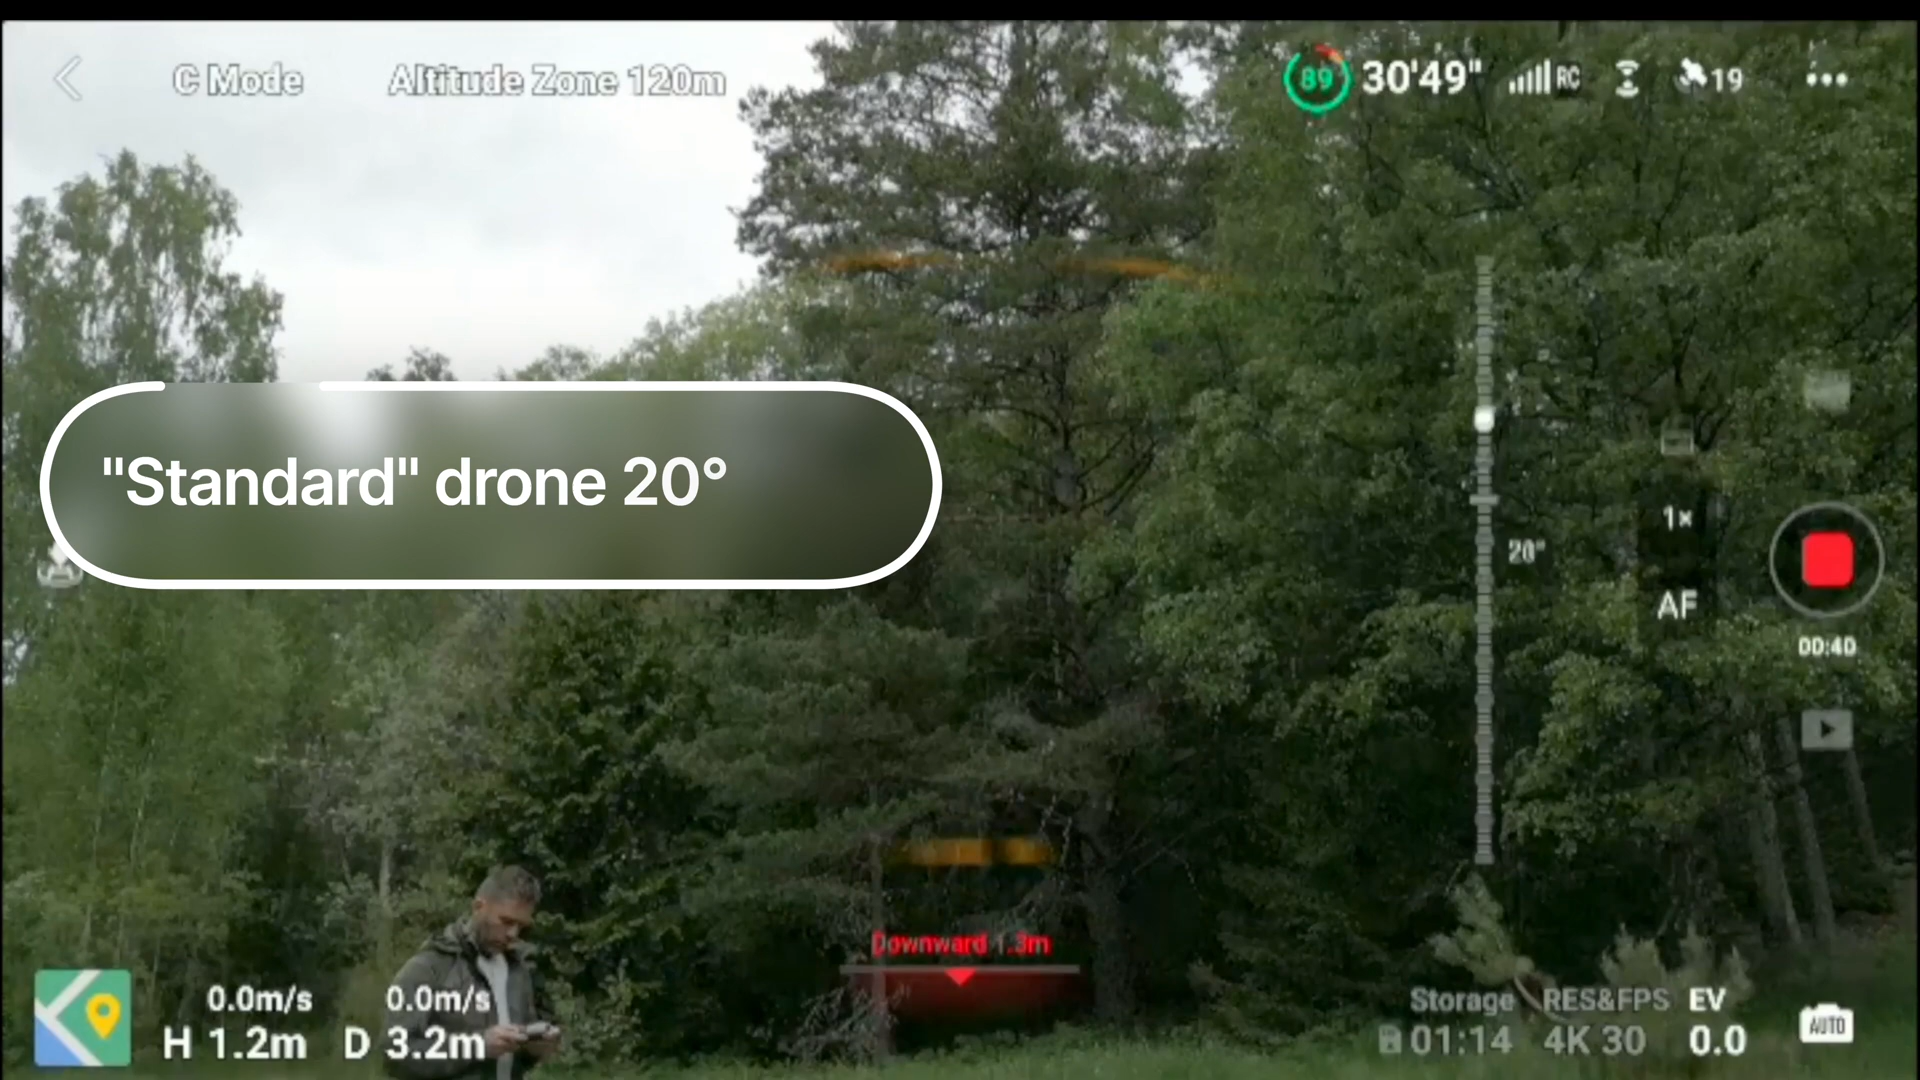 C Mode
Altitude Zone 120m
89
30'49"
RC
19
"Standard" drone 20°
20°
1×
AF
00:40
Downward 1.3m
0.0m/s
0.0m/s
H 1.2m
D 3.2m
Storage
RES&FPS
EV
01:14
4K 30
0.0
AUTO